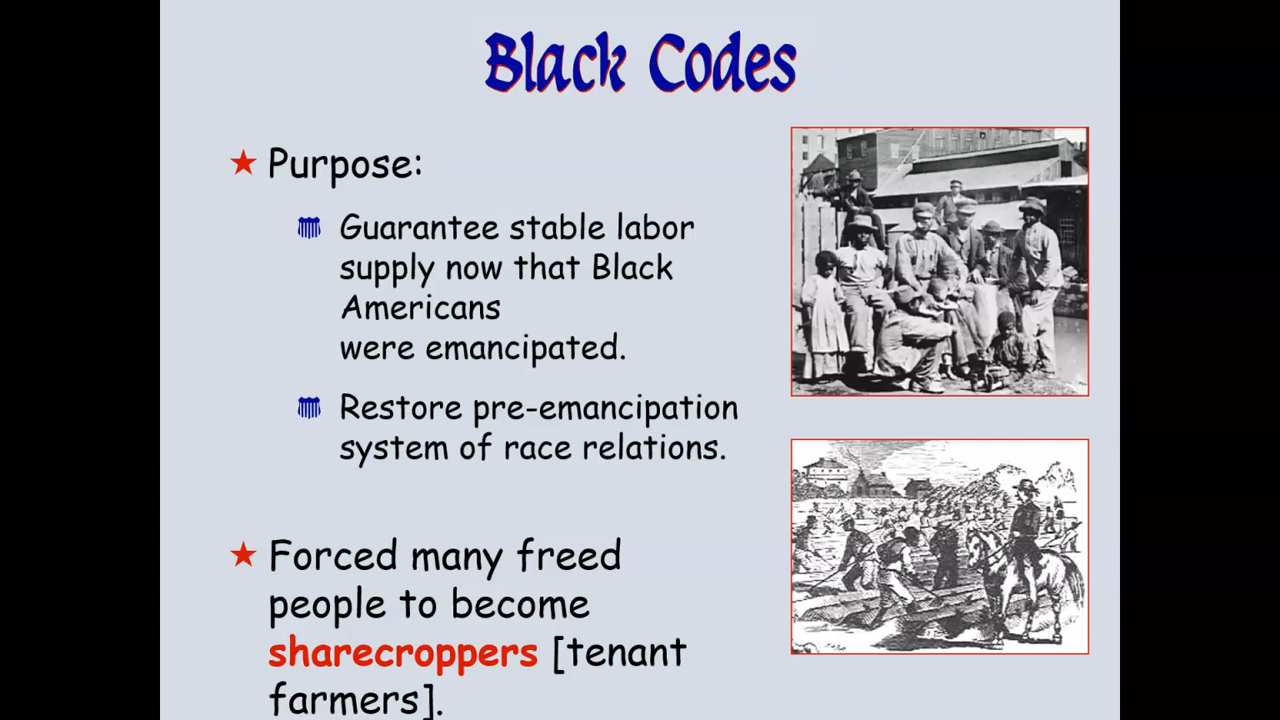 Black Codes
Purpose:
Guarantee stable labor
supply now that Black
Americans
were emancipated.
Restore pre-emancipation
system of race relations.
Forced many freed
people to become
sharecroppers [tenant
farmers].